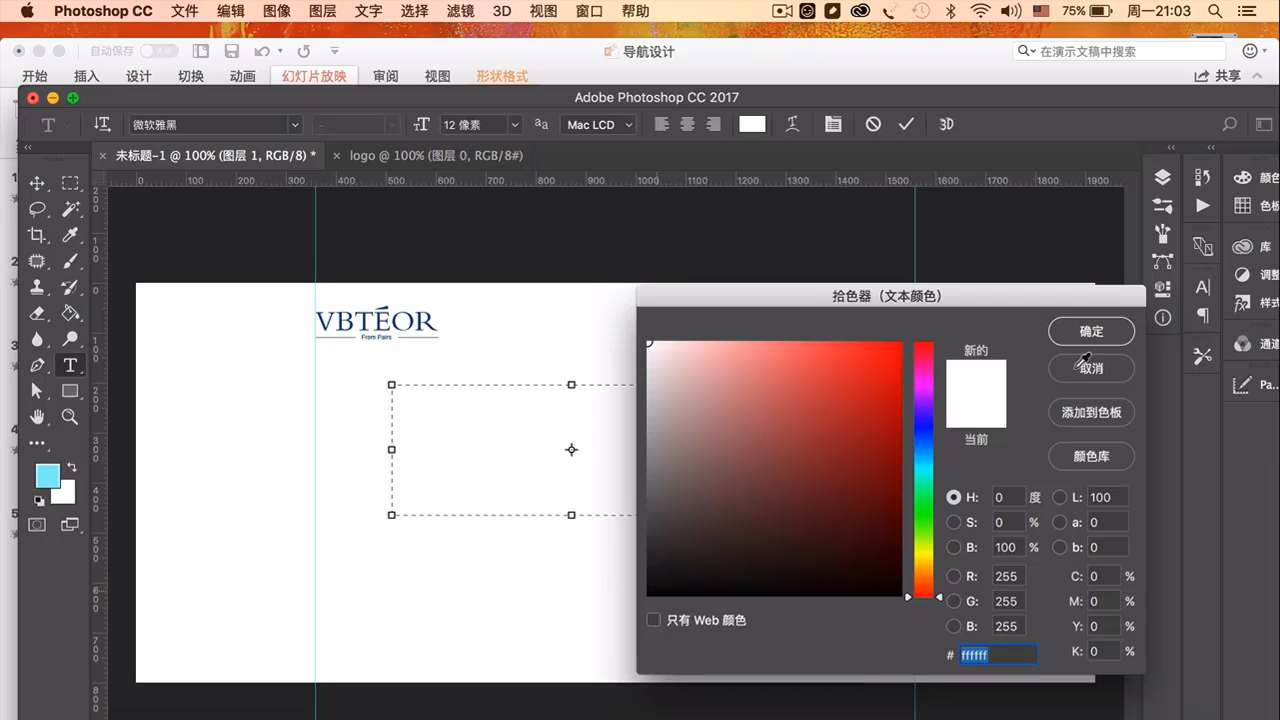 Photoshop CC 文件 编辑 图像 图层 文字 选择 滤镜 3D 视图 窗口 帮助 75% 周一21:03
自动保存 导航设计 在演示文稿中搜索
开始 插入 设计 切换 动画 幻灯片放映 审阅 视图 形状格式 共享
Adobe Photoshop CC 2017
T 微软雅黑 - 12 像素 aa Mac LCD 3D
未标题-1 @ 100% (图层 1, RGB/8) * logo @ 100% (图层 0, RGB/8#)
0 100 200 300 400 500 600 700 800 900 1000 1100 1200 1300 1400 1500 1600 1700 1800 1900
颜色
色板
库
调整
样式
通道
Pa...
VBTÉOR
From Pairs
拾色器（文本颜色）
确定
新的
取消
添加到色板
当前
颜色库
H: 0 度 L: 100
S: 0 % a: 0
B: 100 % b: 0
R: 255 C: 0 %
G: 255 M: 0 %
B: 255 Y: 0 %
# ffffff K: 0 %
只有 Web 颜色